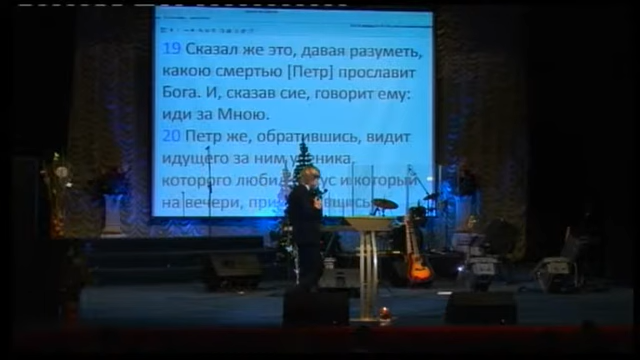 19 Сказал же это, давая разуметь,
какою смертью [Петр] прославит
Бога. И, сказав сие, говорит ему:
иди за Мною.
20 Петр же, обратившись, видит
идущего за ним ученика,
которого и который
на вечери,